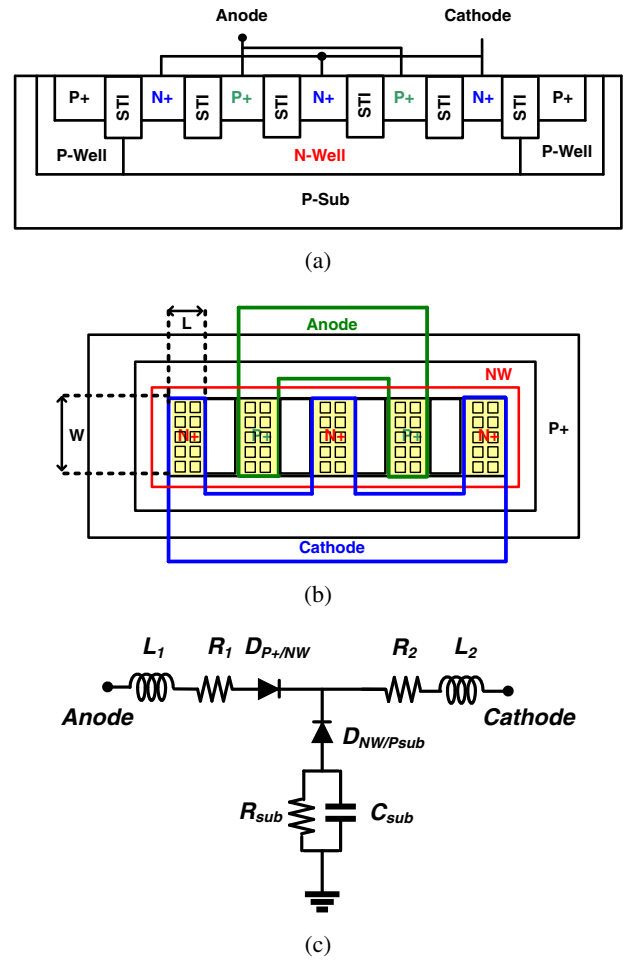 Anode Cathode
P+ STI N+ STI P+ STI N+ STI P+ STI N+ STI P+
P-Well N-Well P-Well
P-Sub
(a)
L
Anode
NW
W
N+ P+ N+ P+ N+
P+
Cathode
(b)
L1 R1 DP+/NW R2 L2
Anode Cathode
DNW/Psub
Rsub Csub
(c)